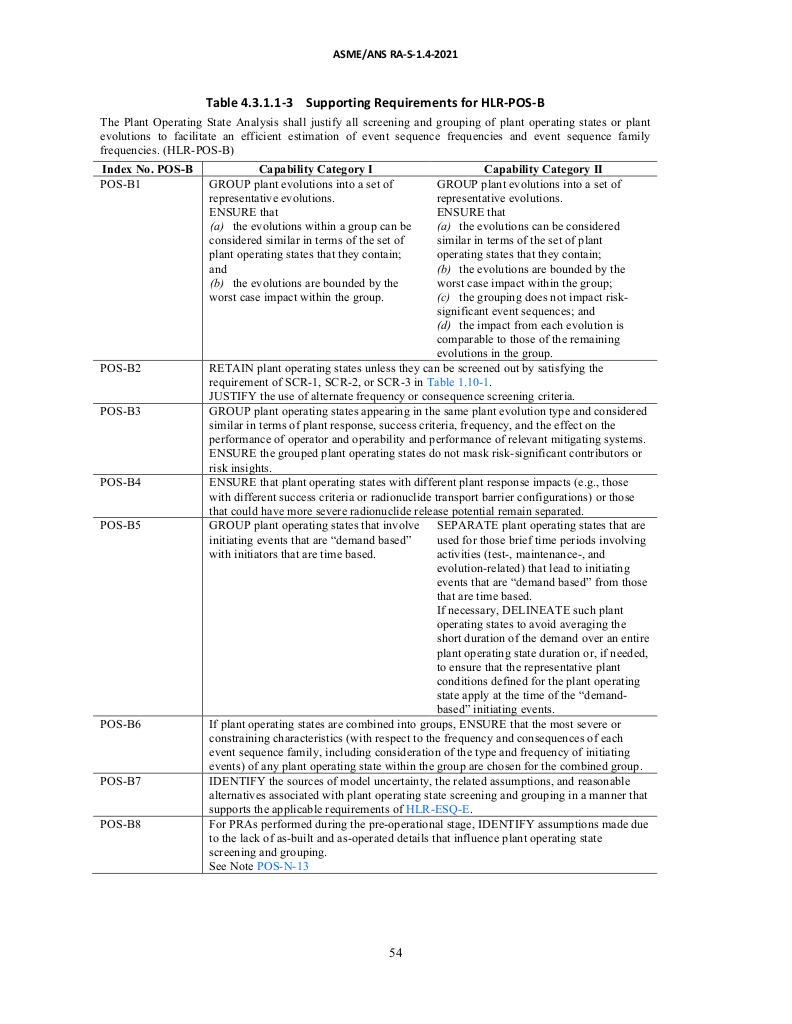 ASME/ANS RA-S-1.4-2021
Table 4.3.1.1-3 Supporting Requirements for HLR-POS-B
The Plant Operating State Analysis shall justify all screening and grouping of plant operating states or plant
evolutions to facilitate an efficient estimation of event sequence frequencies and event sequence family
frequencies. (HLR-POS-B)
Index No. POS-B Capability Category I Capability Category II
POS-B1
GROUP plant evolutions into a set of
representative evolutions.
ENSURE that
(a) the evolutions within a group can be
considered similar in terms of the set of
plant operating states that they contain;
and
(b) the evolutions are bounded by the
worst case impact within the group.
GROUP plant evolutions into a set of
representative evolutions.
ENSURE that
(a) the evolutions can be considered
similar in terms of the set of plant
operating states that they contain;
(b) the evolutions are bounded by the
worst case impact within the group;
(c) the grouping does not impact risk-
significant event sequences; and
(d) the impact from each evolution is
comparable to those of the remaining
evolutions in the group.
POS-B2
RETAIN plant operating states unless they can be screened out by satisfying the
requirement of SCR-1, SCR-2, or SCR-3 in Table 1.10-1.
JUSTIFY the use of alternate frequency or consequence screening criteria.
POS-B3
GROUP plant operating states appearing in the same plant evolution type and considered
similar in terms of plant response, success criteria, frequency, and the effect on the
performance of operator and operability and performance of relevant mitigating systems.
ENSURE the grouped plant operating states do not mask risk-significant contributors or
risk insights.
POS-B4
ENSURE that plant operating states with different plant response impacts (e.g., those
with different success criteria or radionuclide transport barrier configurations) or those
that could have more severe radionuclide release potential remain separated.
POS-B5
GROUP plant operating states that involve
initiating events that are “demand based”
with initiators that are time based.
SEPARATE plant operating states that are
used for those brief time periods involving
activities (test-, maintenance-, and
evolution-related) that lead to initiating
events that are “demand based” from those
that are time based.
If necessary, DELINEATE such plant
operating states to avoid averaging the
short duration of the demand over an entire
plant operating state duration or, if needed,
to ensure that the representative plant
conditions defined for the plant operating
state apply at the time of the “demand-
based” initiating events.
POS-B6
If plant operating states are combined into groups, ENSURE that the most severe or
constraining characteristics (with respect to the frequency and consequences of each
event sequence family, including consideration of the type and frequency of initiating
events) of any plant operating state within the group are chosen for the combined group.
POS-B7
IDENTIFY the sources of model uncertainty, the related assumptions, and reasonable
alternatives associated with plant operating state screening and grouping in a manner that
supports the applicable requirements of HLR-ESQ-E.
POS-B8
For PRAs performed during the pre-operational stage, IDENTIFY assumptions made due
to the lack of as-built and as-operated details that influence plant operating state
screening and grouping.
See Note POS-N-13
54